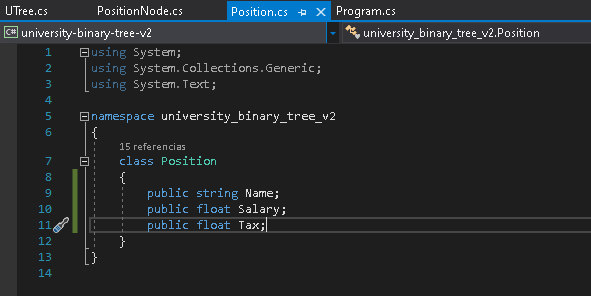 UTree.cs PositionNode.cs Position.cs Program.cs
C# university-binary-tree-v2 university_binary_tree_v2.Position
1 using System;
2 using System.Collections.Generic;
3 using System.Text;
4
5 namespace university_binary_tree_v2
6 {
15 referencias
7 class Position
8 {
9 public string Name;
10 public float Salary;
11 public float Tax;
12 }
13 }
14